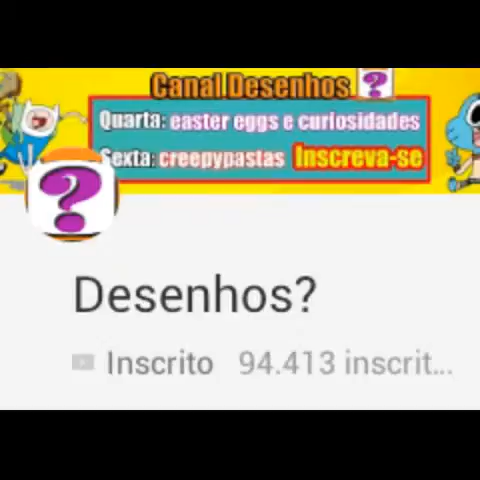 Canal Desenhos ?
Quarta: easter eggs e curiosidades
Sexta: creepypastas Inscreva-se
?
Desenhos?
Inscrito 94.413 inscrit...